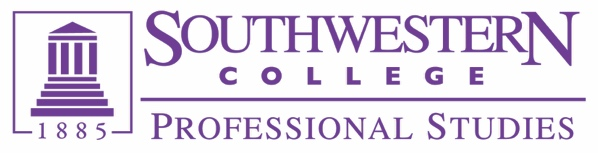 SOUTHWESTERN
COLLEGE
1885
PROFESSIONAL STUDIES